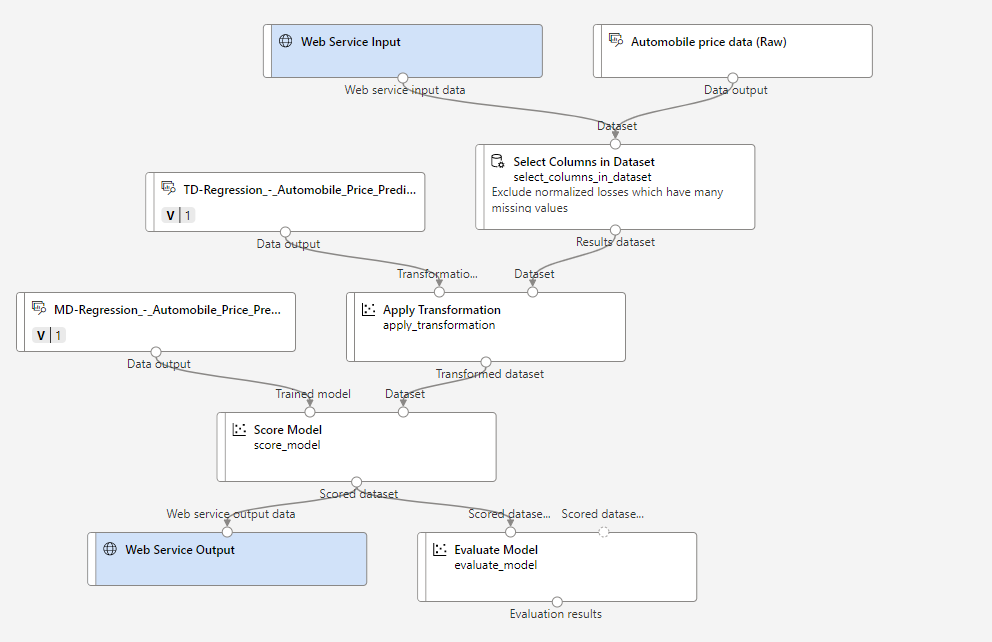 Web Service Input
Automobile price data (Raw)
Web service input data
Data output
Dataset
Select Columns in Dataset
select_columns_in_dataset
Exclude normalized losses which have many
missing values
TD-Regression_-_Automobile_Price_Predi...
V 1
Data output
Results dataset
Transformatio...
Dataset
MD-Regression_-_Automobile_Price_Pre...
V 1
Apply Transformation
apply_transformation
Data output
Transformed dataset
Trained model
Dataset
Score Model
score_model
Scored dataset
Web service output data
Scored datase...
Scored datase...
Web Service Output
Evaluate Model
evaluate_model
Evaluation results